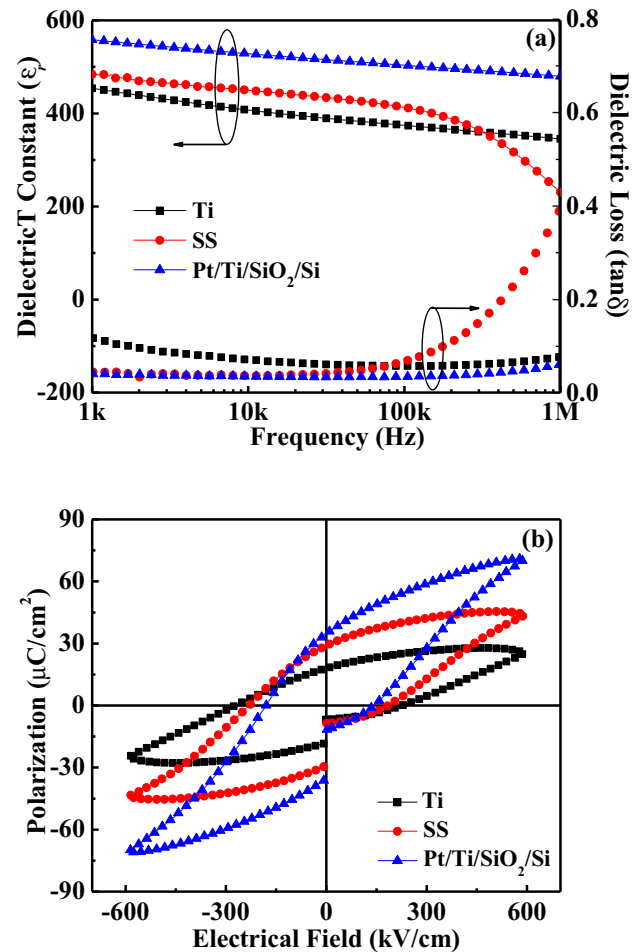 (a)
600
400
200
0
-200
DielectricT Constant (εr)
0.8
0.6
0.4
0.2
0.0
Dielectric Loss (tanδ)
Ti
SS
Pt/Ti/SiO2/Si
1k 10k 100k 1M
Frequency (Hz)
(b)
90
60
30
0
-30
-60
-90
Polarization (μC/cm²)
Ti
SS
Pt/Ti/SiO2/Si
-600 -300 0 300 600
Electrical Field (kV/cm)